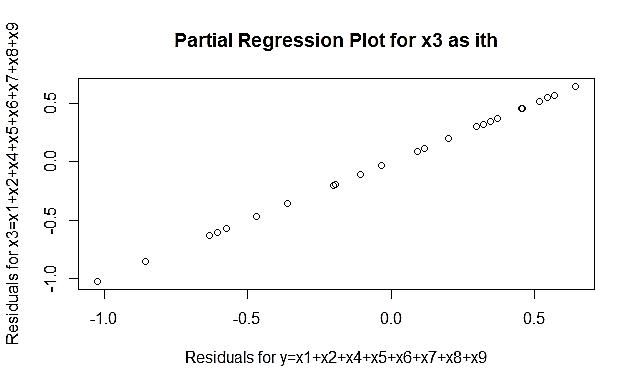 Partial Regression Plot for x3 as ith
Residuals for x3=x1+x2+x4+x5+x6+x7+x8+x9
0.5
0.0
-0.5
-1.0
-1.0 -0.5 0.0 0.5
Residuals for y=x1+x2+x4+x5+x6+x7+x8+x9